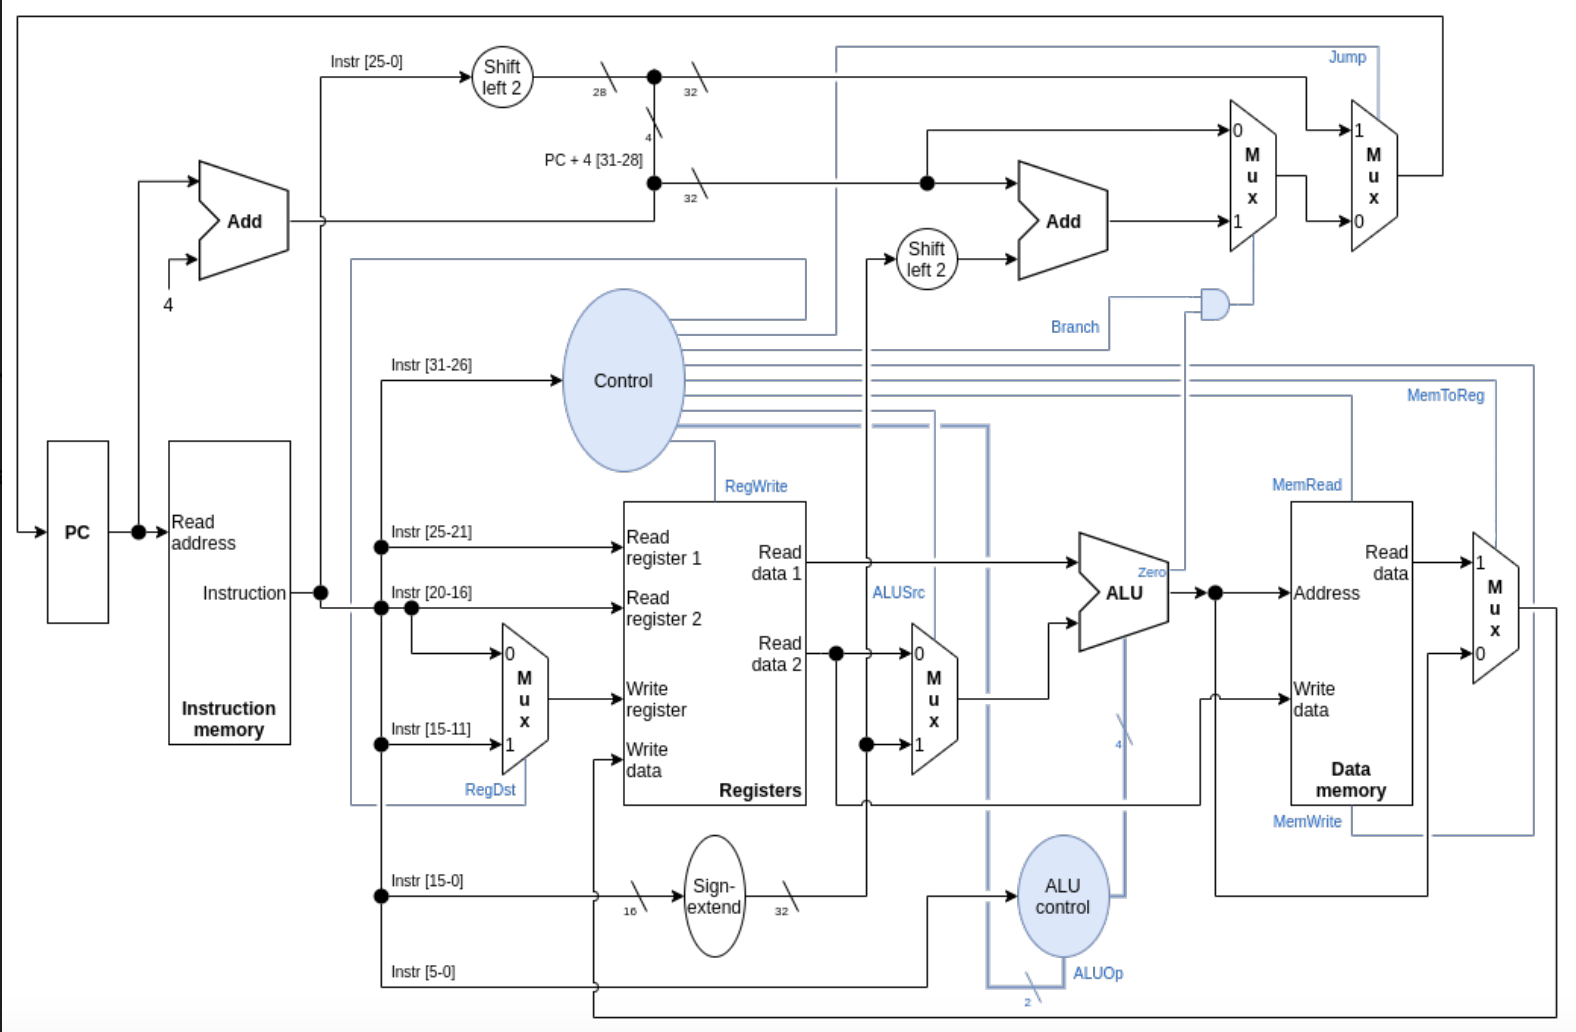 Instr [25-0]
Shift
left 2
28
32
Jump
4
PC + 4 [31-28]
32
0
M
u
x
1
1
M
u
x
0
Add
4
Add
Shift
left 2
Branch
Instr [31-26]
Control
MemToReg
RegWrite
MemRead
PC
Read
address
Instruction
Instruction
memory
Instr [25-21]
Read
register 1
Instr [20-16]
Read
register 2
0
M
u
x
1
Write
register
Instr [15-11]
Write
data
RegDst
Registers
Read
data 1
Read
data 2
ALUSrc
0
M
u
x
1
Zero
ALU
4
Address
Read
data
Write
data
Data
memory
MemWrite
1
M
u
x
0
Instr [15-0]
16
Sign-
extend
32
ALU
control
Instr [5-0]
ALUOp
2